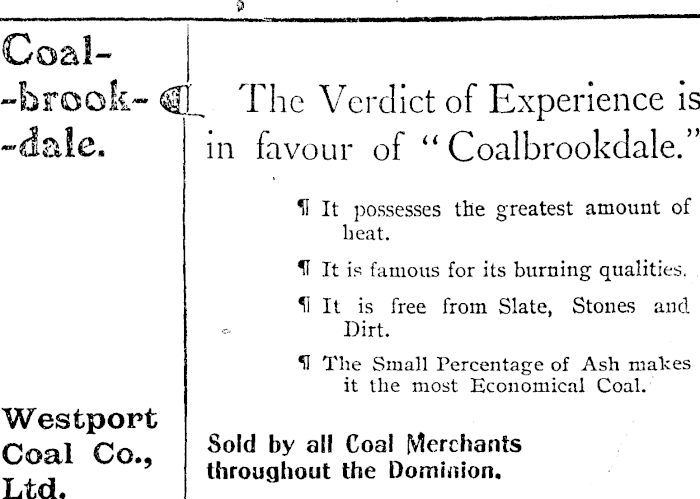 Coal-
-brook-
-dale.
¶ The Verdict of Experience is
in favour of "Coalbrookdale."
¶ It possesses the greatest amount of
heat.
¶ It is famous for its burning qualities.
¶ It is free from Slate, Stones and
Dirt.
¶ The Small Percentage of Ash makes
it the most Economical Coal.
Westport
Coal Co.,
Ltd.
Sold by all Coal Merchants
throughout the Dominion.